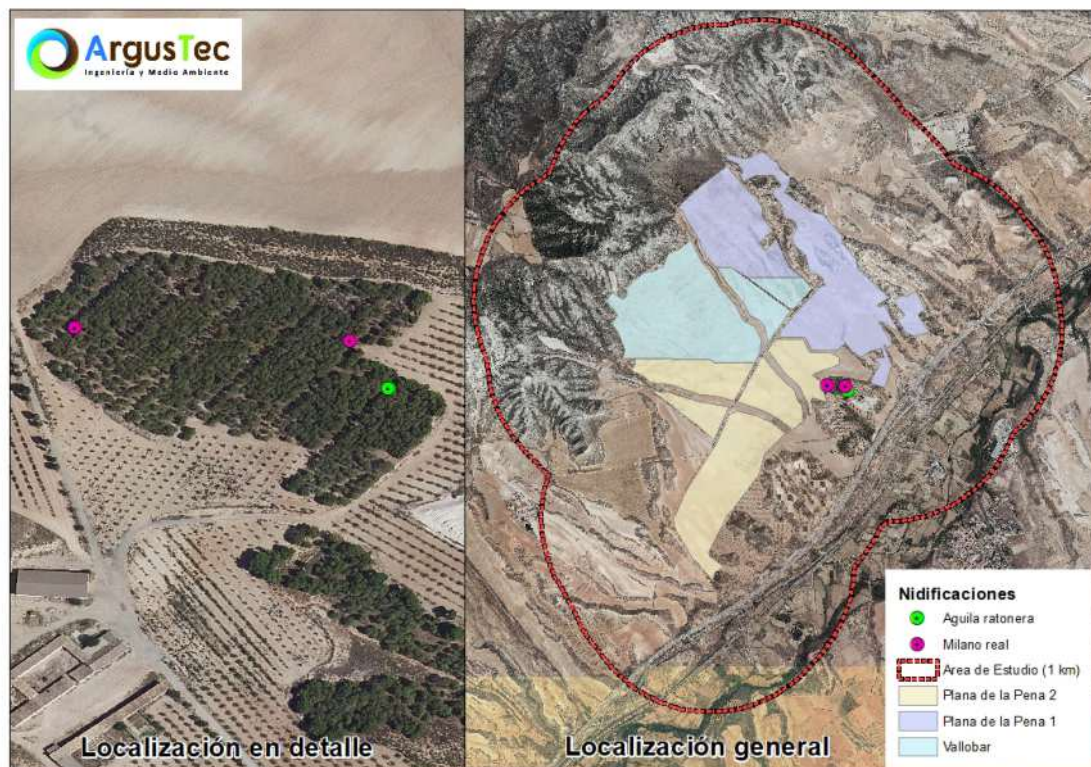 ArgusTec
Ingeniería y Medio Ambiente
Localización en detalle
Localización general
Nidificaciones
Aguila ratonera
Milano real
Area de Estudio (1 km)
Plana de la Pena 2
Plana de la Pena 1
Vallobar